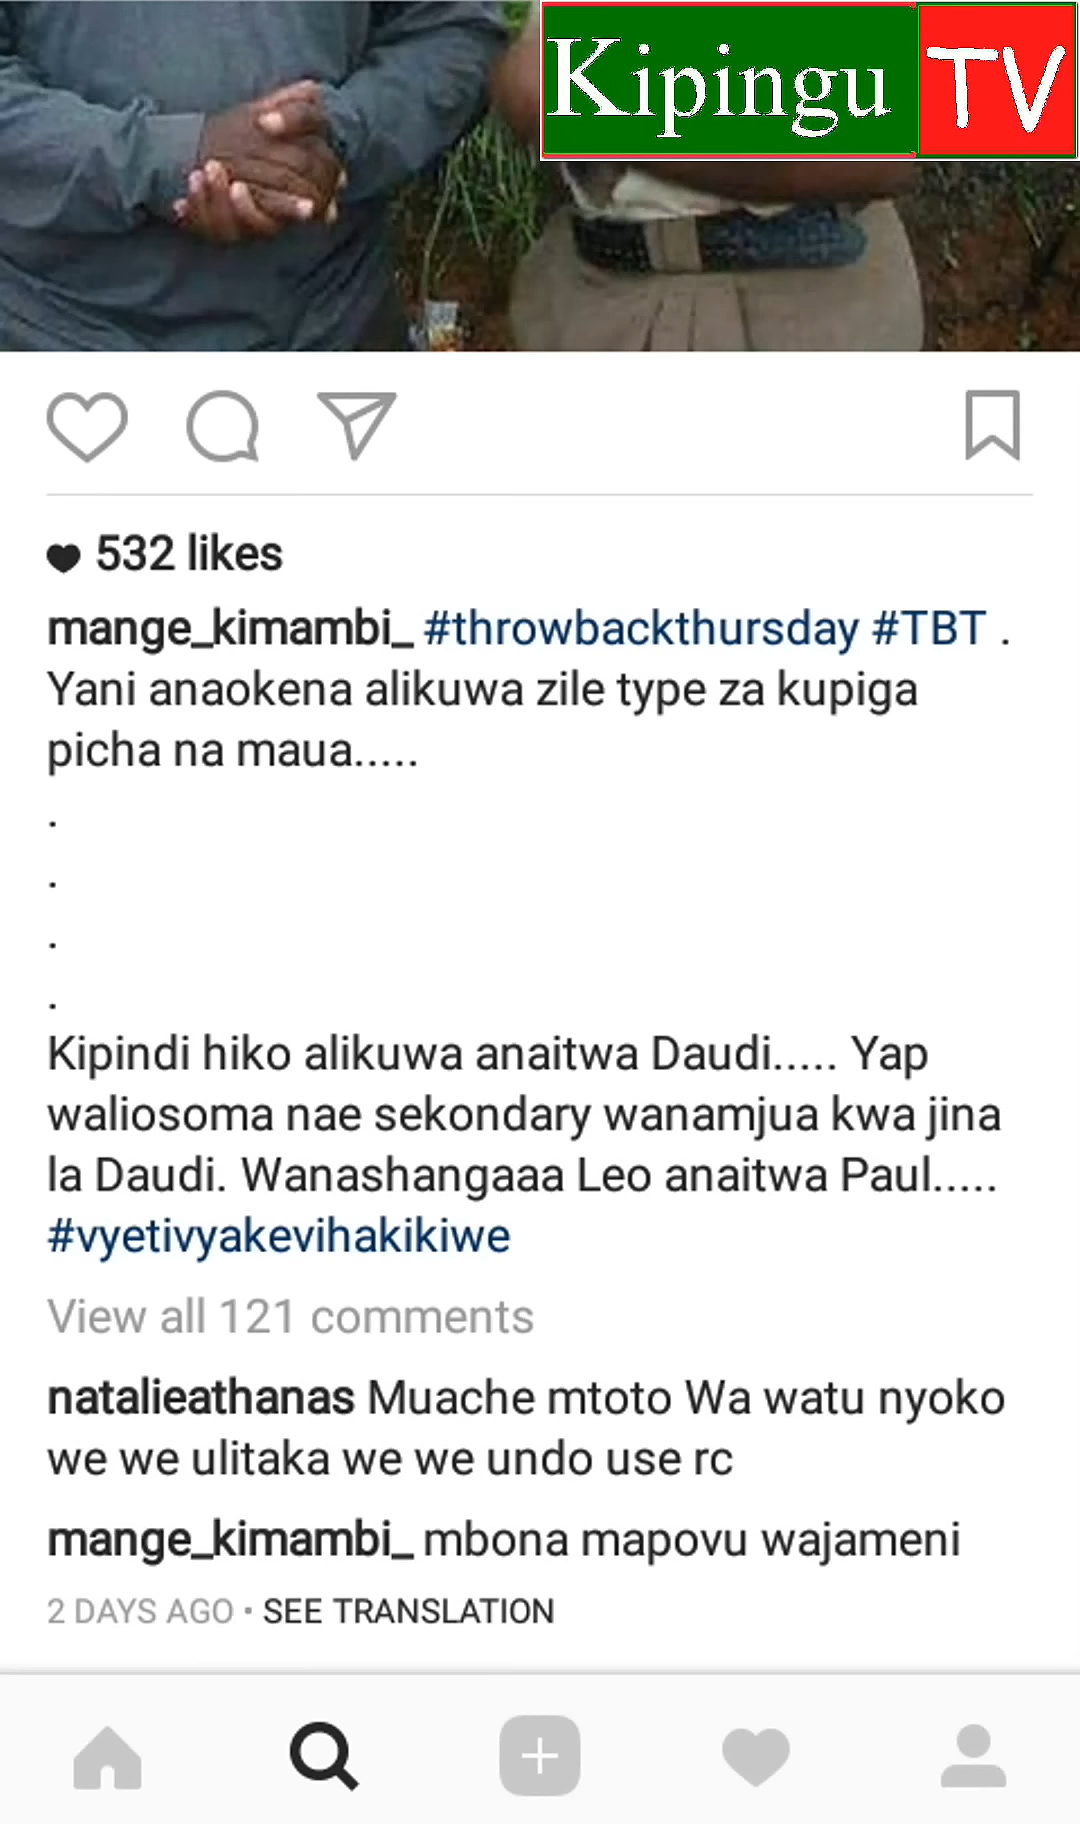 Kipingu TV
532 likes
mange_kimambi_ #throwbackthursday #TBT .
Yani anaokena alikuwa zile type za kupiga
picha na maua.....
.
.
.
.
Kipindi hiko alikuwa anaitwa Daudi..... Yap
waliosoma nae sekondary wanamjua kwa jina
la Daudi. Wanashangaaa Leo anaitwa Paul.....
#vyetivyakevihakikiwe
View all 121 comments
natalieathanas Muache mtoto Wa watu nyoko
we we ulitaka we we undo use rc
mange_kimambi_ mbona mapovu wajameni
2 DAYS AGO • SEE TRANSLATION